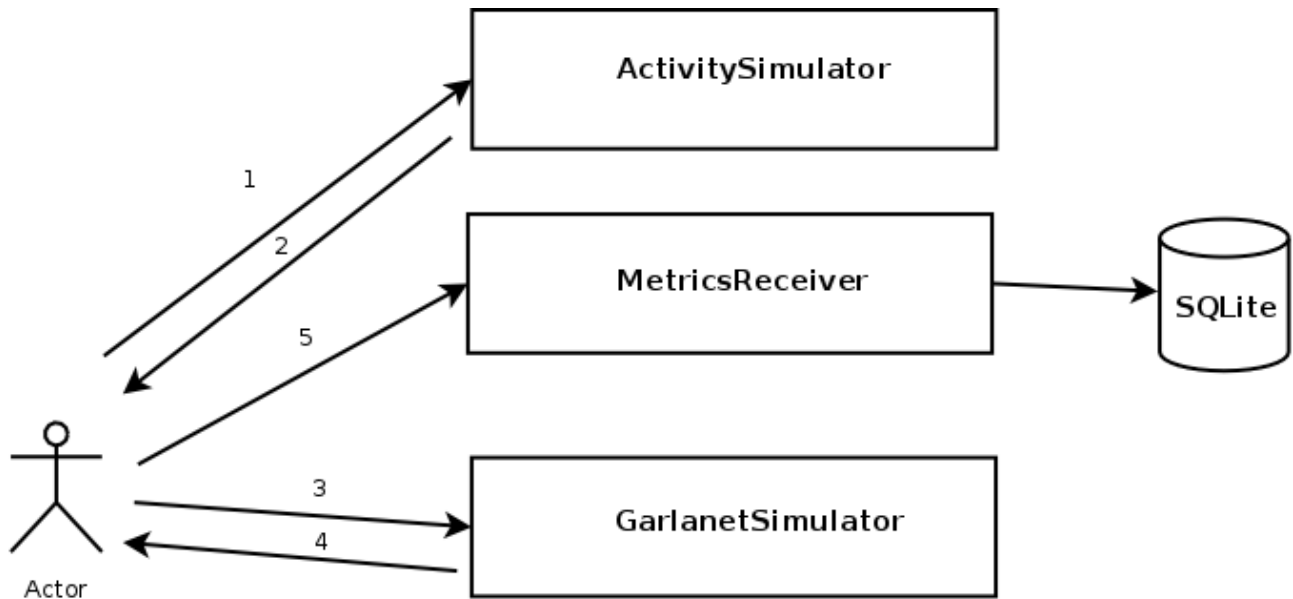 ActivitySimulator
1
2
MetricsReceiver
5
SQLite
3
GarlanetSimulator
4
Actor